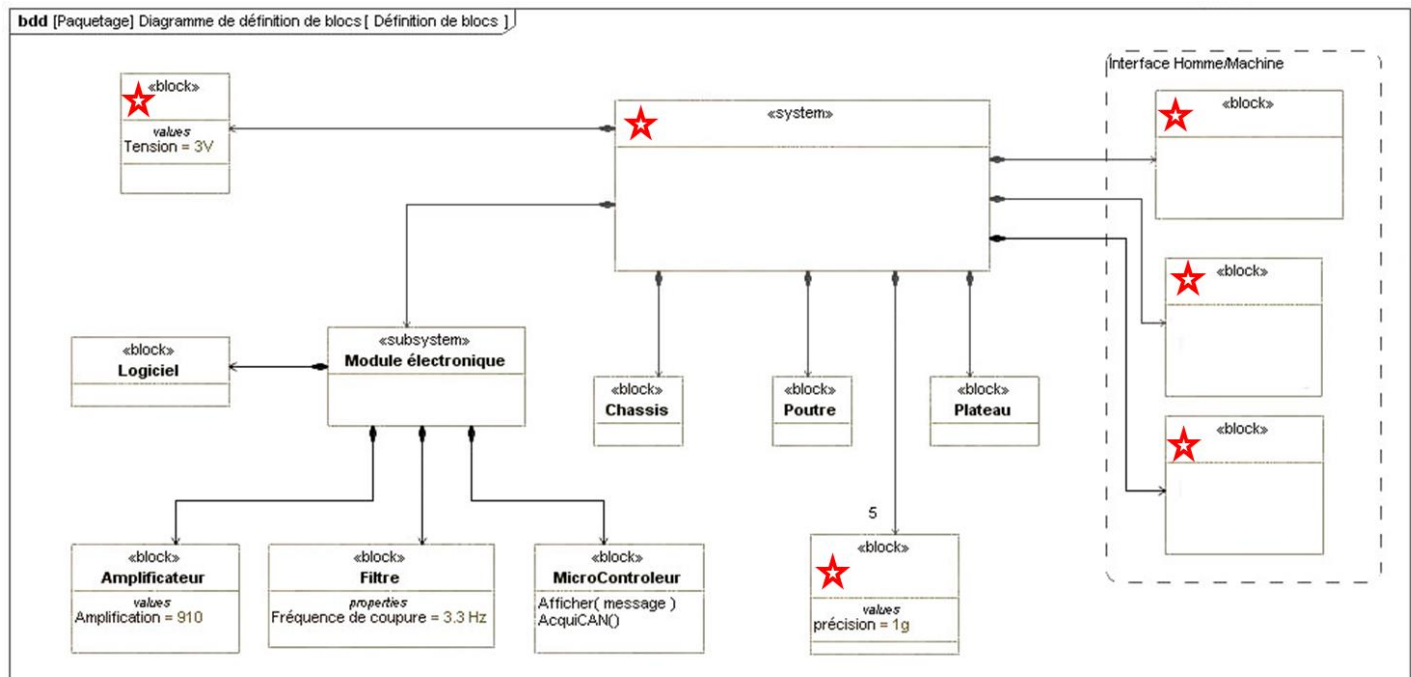 bdd [Paquetage] Diagramme de définition de blocs [ Définition de blocs ]
«block»
values
Tension = 3V
«system»
Interface Homme/Machine
«block»
«block»
«block»
«subsystem»
Module électronique
«block»
Logiciel
«block»
Chassis
«block»
Poutre
«block»
Plateau
5
«block»
Amplificateur
values
Amplification = 910
«block»
Filtre
properties
Fréquence de coupure = 3.3 Hz
«block»
MicroControleur
Afficher( message )
AcquiCAN()
«block»
values
précision = 1g